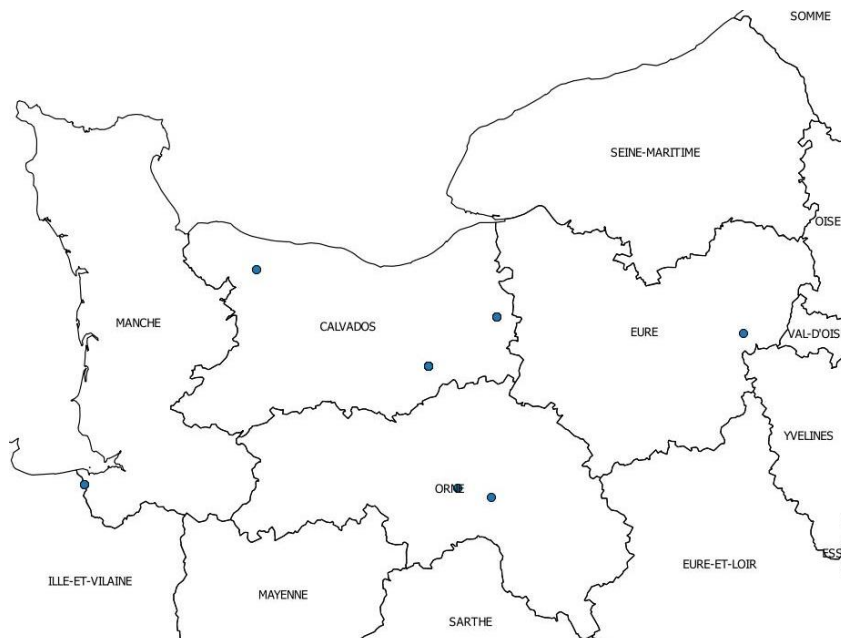 SOMME
SEINE-MARITIME
OISE
MANCHE
CALVADOS
EURE
VAL-D'OIS
YVELINES
ORNE
ESS
EURE-ET-LOIR
ILLE-ET-VILAINE
MAYENNE
SARTHE